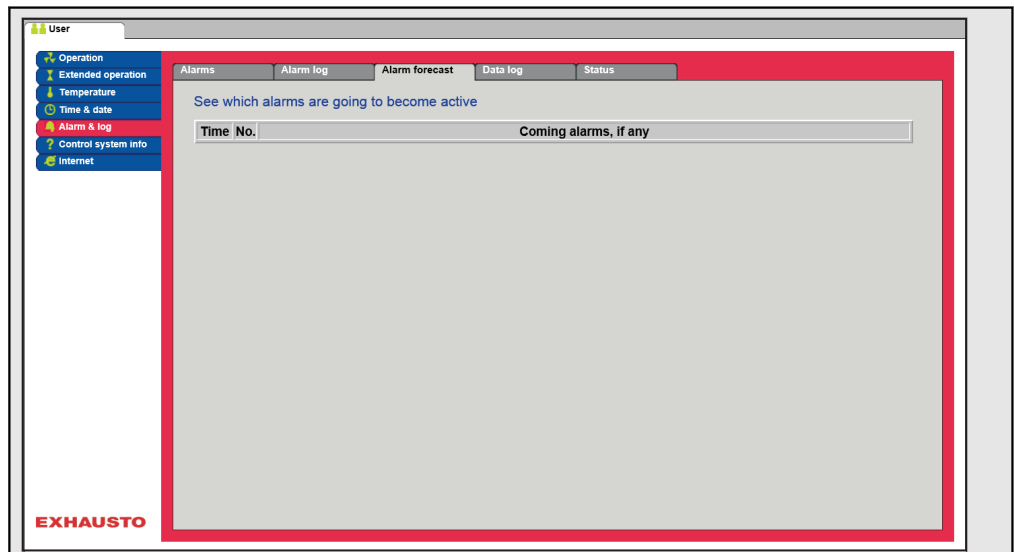 User
Operation
Extended operation
Temperature
Time & date
Alarm & log
Control system info
Internet
Alarms Alarm log Alarm forecast Data log Status
See which alarms are going to become active
Time No. Coming alarms, if any
EXHAUSTO